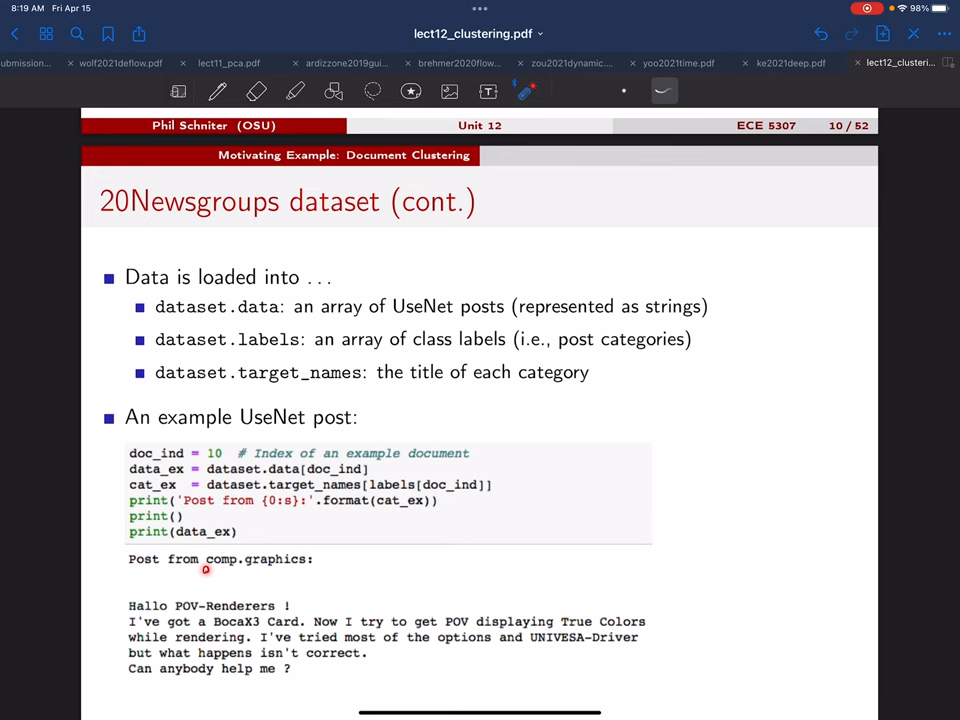 8:19 AM Fri Apr 15
98%
lect12_clustering.pdf
ubmission...
wolf2021deflow.pdf
lect11_pca.pdf
ardizzone2019gui...
brehmer2020flow...
zou2021dynamic....
yoo2021time.pdf
ke2021deep.pdf
lect12_clusteri...
Phil Schniter (OSU) Unit 12 ECE 5307 10 / 52
Motivating Example: Document Clustering
20Newsgroups dataset (cont.)
Data is loaded into ...
dataset.data: an array of UseNet posts (represented as strings)
dataset.labels: an array of class labels (i.e., post categories)
dataset.target_names: the title of each category
An example UseNet post:
doc_ind = 10 # Index of an example document
data_ex = dataset.data[doc_ind]
cat_ex = dataset.target_names[labels[doc_ind]]
print('Post from {0:s}:'.format(cat_ex))
print()
print(data_ex)
Post from comp.graphics:
Hallo POV-Renderers !
I've got a BocaX3 Card. Now I try to get POV displaying True Colors
while rendering. I've tried most of the options and UNIVESA-Driver
but what happens isn't correct.
Can anybody help me ?